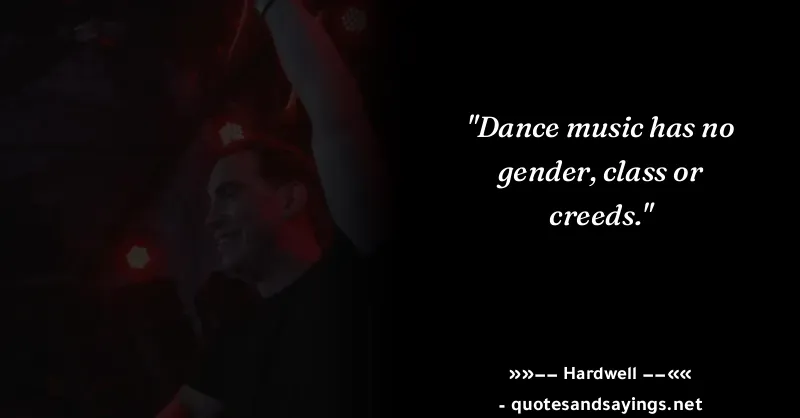 "Dance music has no
gender, class or
creeds."
»»–– Hardwell ––««
- quotesandsayings.net